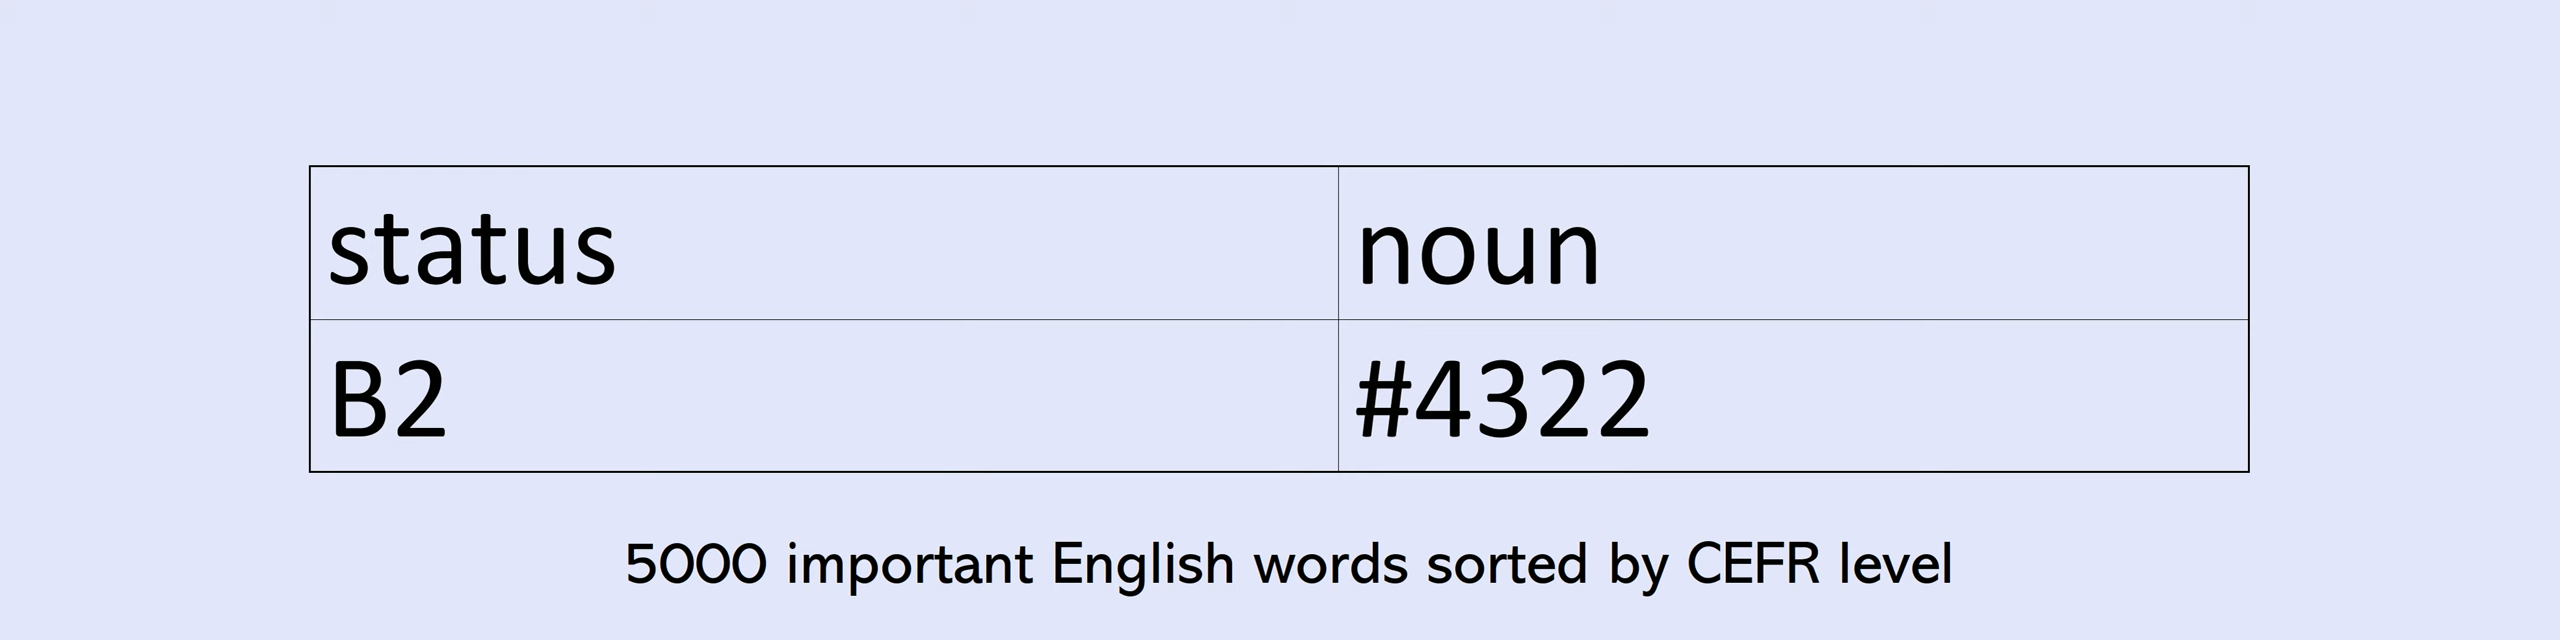 status noun
B2 #4322
5000 important English words sorted by CEFR level